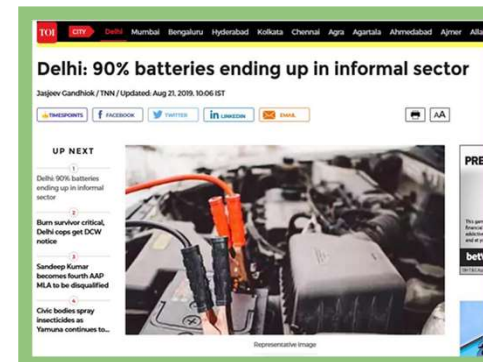 TOI CITY Delhi Mumbai Bengaluru Hyderabad Kolkata Chennai Agra Agartala Ahmedabad Ajmer Alla
Delhi: 90% batteries ending up in informal sector
Jasjeev Gandhiok / TNN / Updated: Aug 21, 2019, 10:06 IST
TIMESPOINTS FACEBOOK TWITTER in LINKEDIN EMAIL AA
UP NEXT
1
Delhi: 90% batteries
ending up in informal
sector
2
Burn survivor critical,
Delhi cops get DCW
notice
3
Sandeep Kumar
becomes fourth AAP
MLA to be disqualified
4
Civic bodies spray
insecticides as
Yamuna continues to...
Representative image
PRE
bet